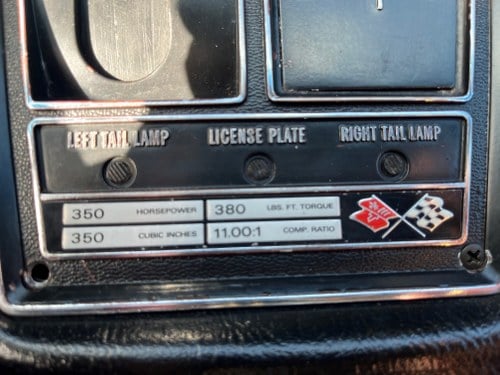 LEFT TAIL LAMP LICENSE PLATE RIGHT TAIL LAMP
350 HORSEPOWER 380 LBS. FT. TORQUE
350 CUBIC INCHES 11.00:1 COMP. RATIO